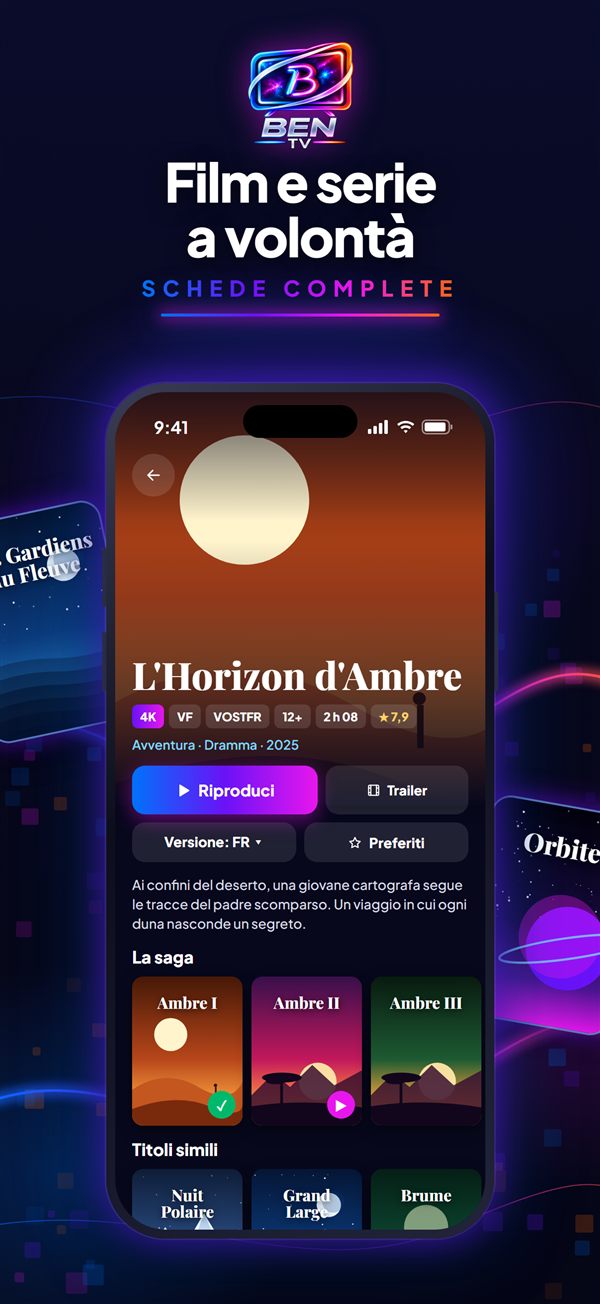 B
BEN
TV
Film e serie
a volontà
SCHEDE COMPLETE
9:41
Gardiens
du Fleuve
L'Horizon d'Ambre
4K VF VOSTFR 12+ 2 h 08 ★ 7,9
Avventura · Dramma · 2025
Riproduci
Trailer
Versione: FR
Preferiti
Orbite
Ai confini del deserto, una giovane cartografa segue
le tracce del padre scomparso. Un viaggio in cui ogni
duna nasconde un segreto.
La saga
Ambre I
Ambre II
Ambre III
Titoli simili
Nuit
Polaire
Grand
Large
Brume